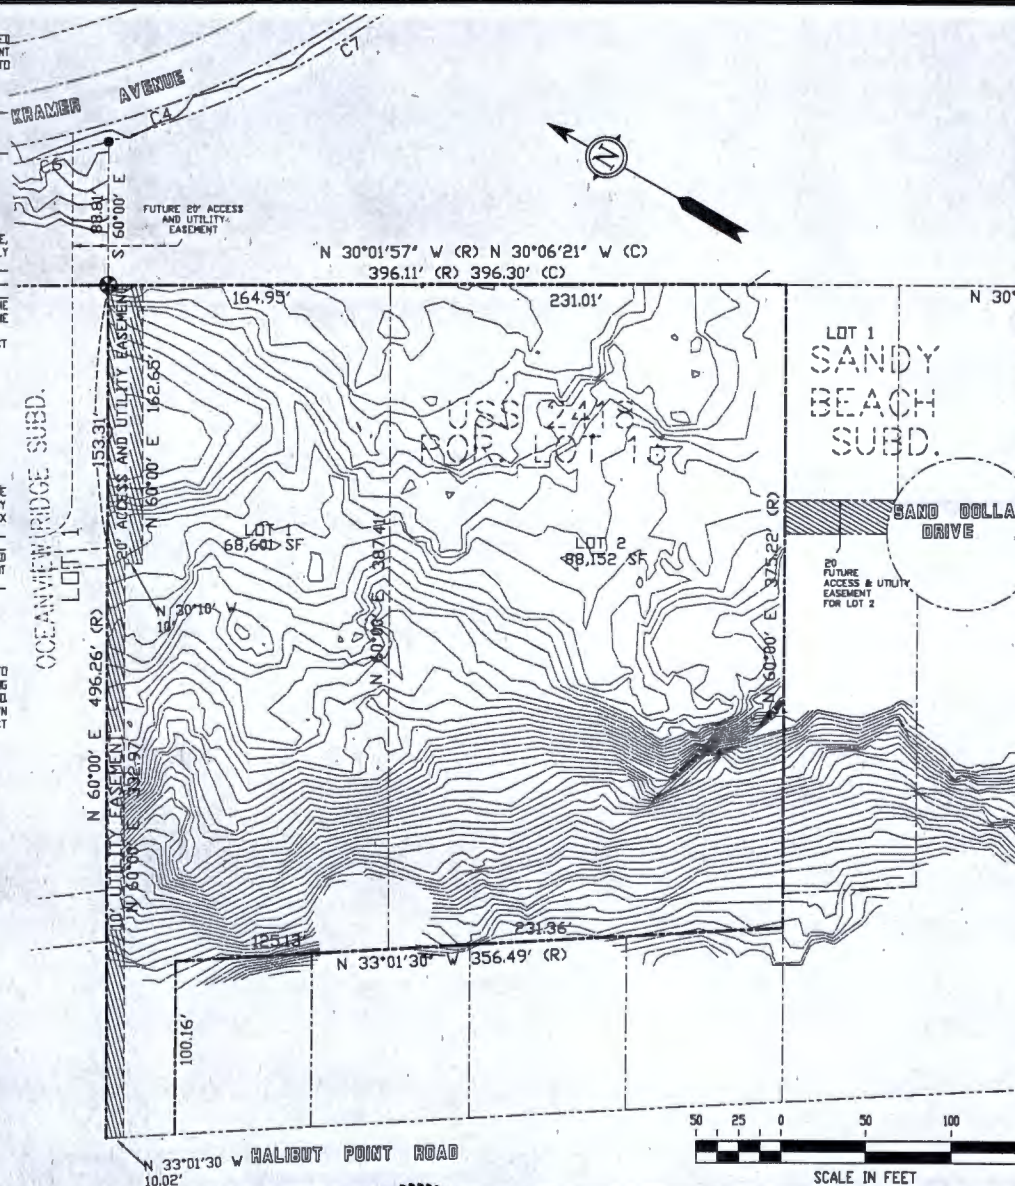 KRAMER AVENUE
C4
C7
C5
88.81'
S 60°00' E
FUTURE 20' ACCESS
AND UTILITY
EASEMENT
N
N 30°01'57" W (R) N 30°06'21" W (C)
396.11' (R) 396.30' (C)
164.95'
231.01'
N 30°
LOT 1
SANDY
BEACH
SUBD.
USS 2418
POR. LOT 15
OCEANVIEW RIDGE SUBD.
LOT 1
153.31'
20' ACCESS AND UTILITY EASEMENT
N 60°00' E 162.65'
LOT 1
68,601 SF
N 60°00' E 387.41'
LOT 2
88,152 SF
N 60°00' E 375.22' (R)
SAND DOLLA
DRIVE
20
FUTURE
ACCESS & UTILITY
EASEMENT
FOR LOT 2
N 30°10' W
10'
N 60°00' E 496.26' (R)
10' UTILITY EASEMENT
N 60°00' E 332.97'
125.13'
231.36'
N 33°01'30" W 356.49' (R)
100.16'
N 33°01'30 W
10.02'
HALIBUT POINT ROAD
50 25 0 50 100
SCALE IN FEET